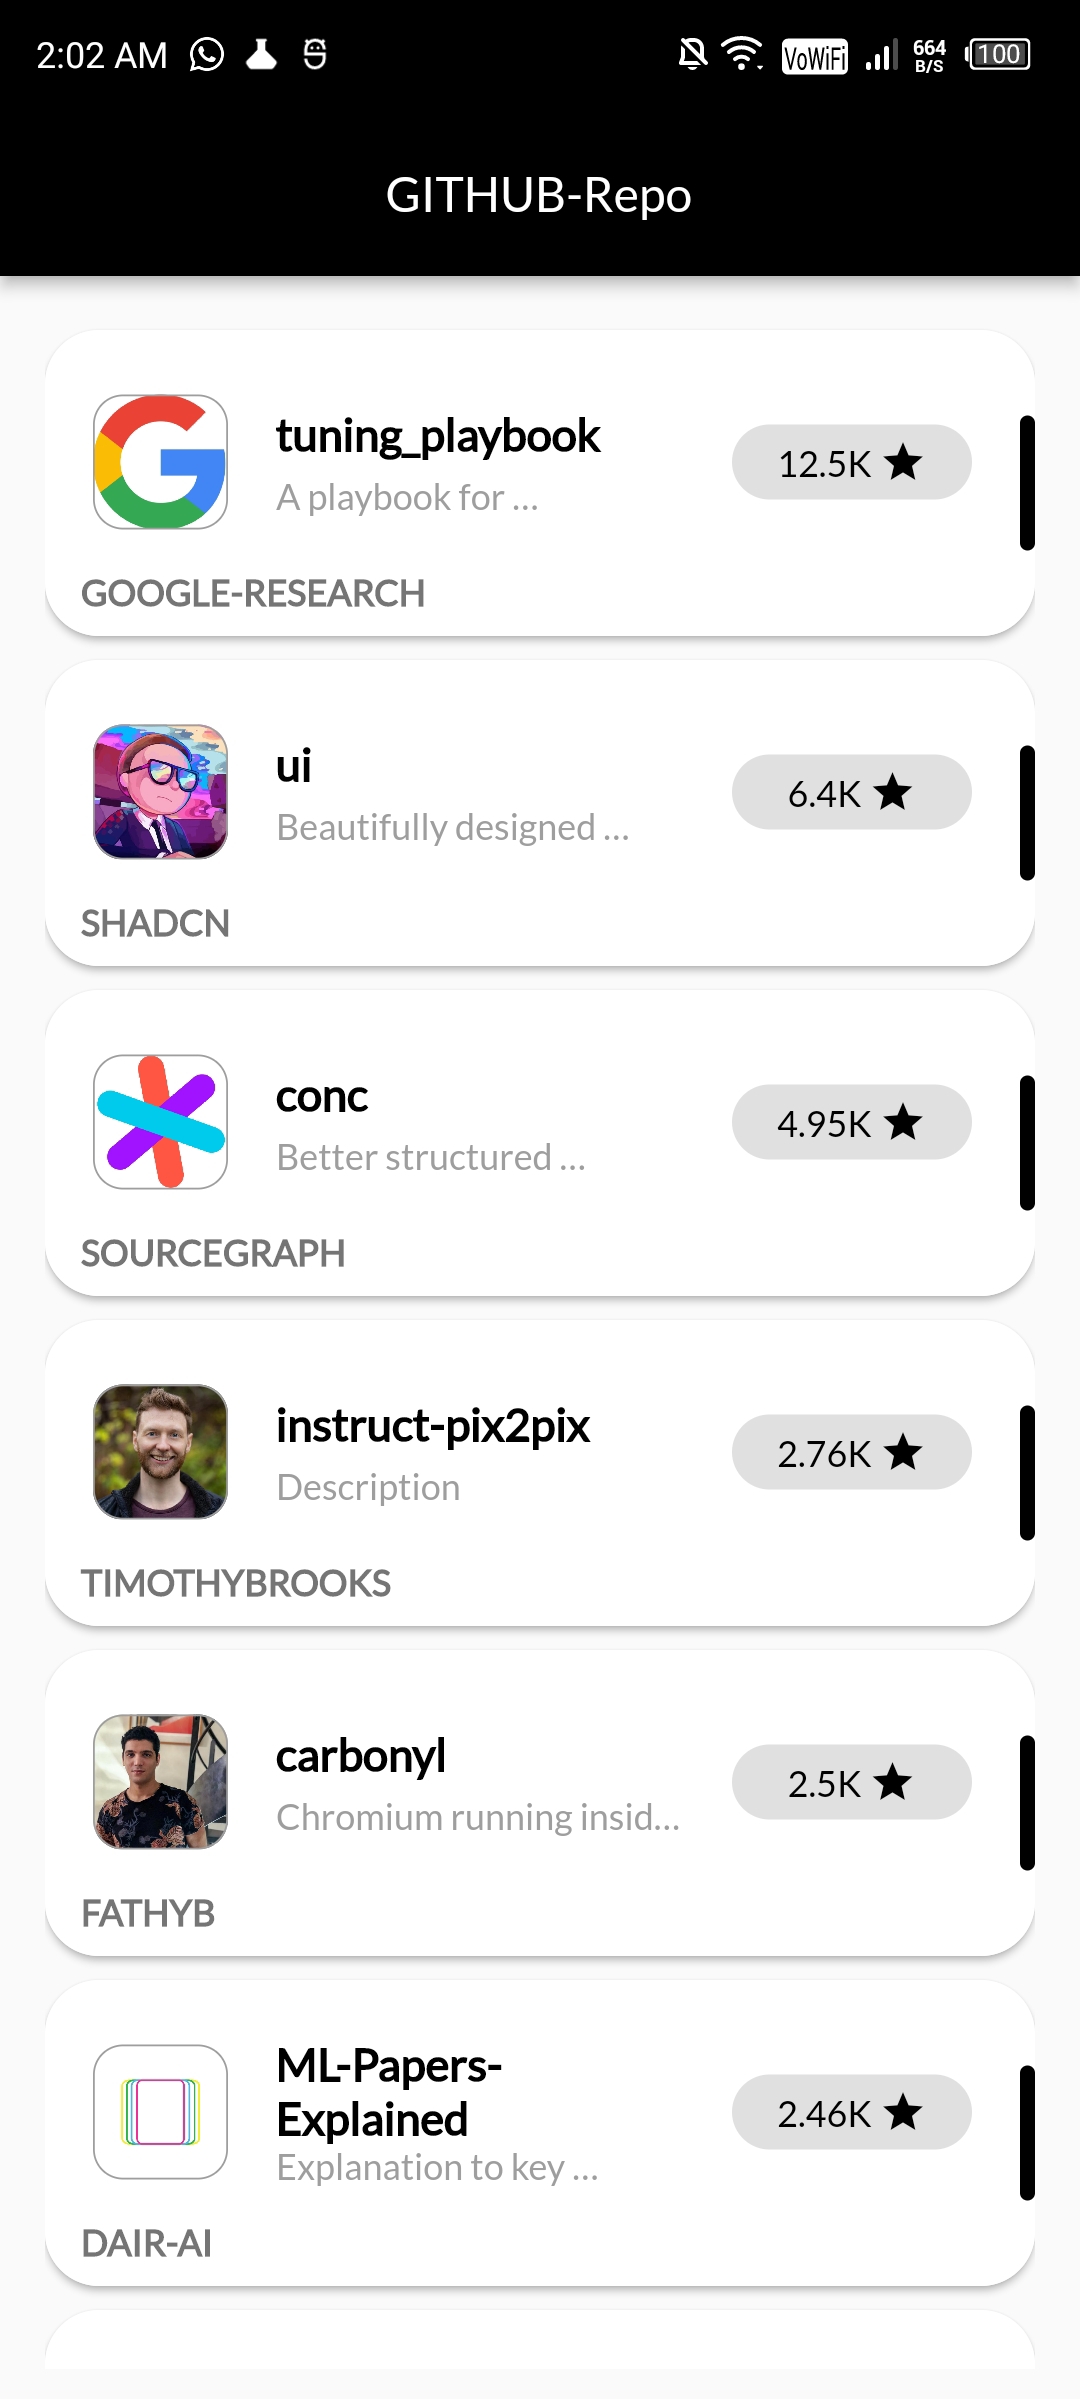 2:02 AM VoWiFi 664 B/S 100
GITHUB-Repo
tuning_playbook
A playbook for ...
12.5K
GOOGLE-RESEARCH
ui
Beautifully designed ...
6.4K
SHADCN
conc
Better structured ...
4.95K
SOURCEGRAPH
instruct-pix2pix
Description
2.76K
TIMOTHYBROOKS
carbonyl
Chromium running insid...
2.5K
FATHYB
ML-Papers-
Explained
Explanation to key ...
2.46K
DAIR-AI